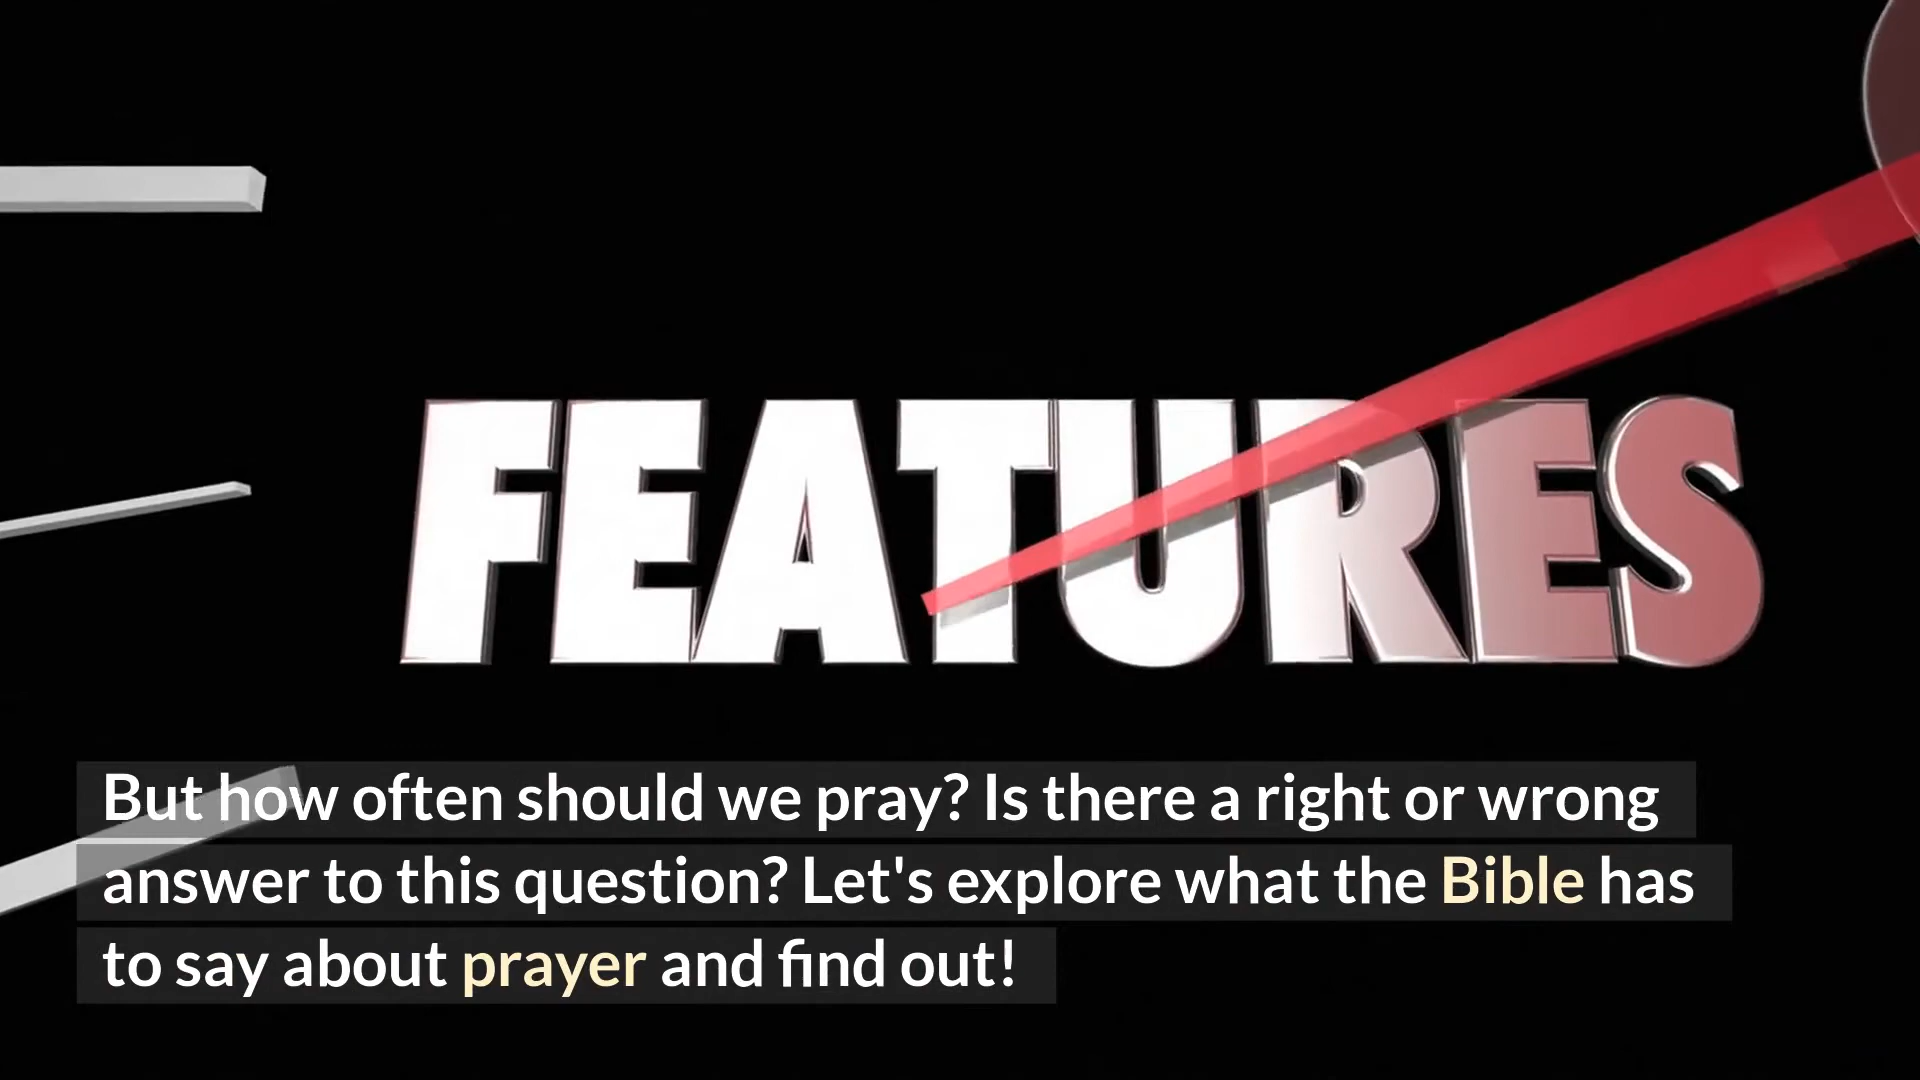 FEATURES
But how often should we pray? Is there a right or wrong
answer to this question? Let's explore what the Bible has
to say about prayer and find out!